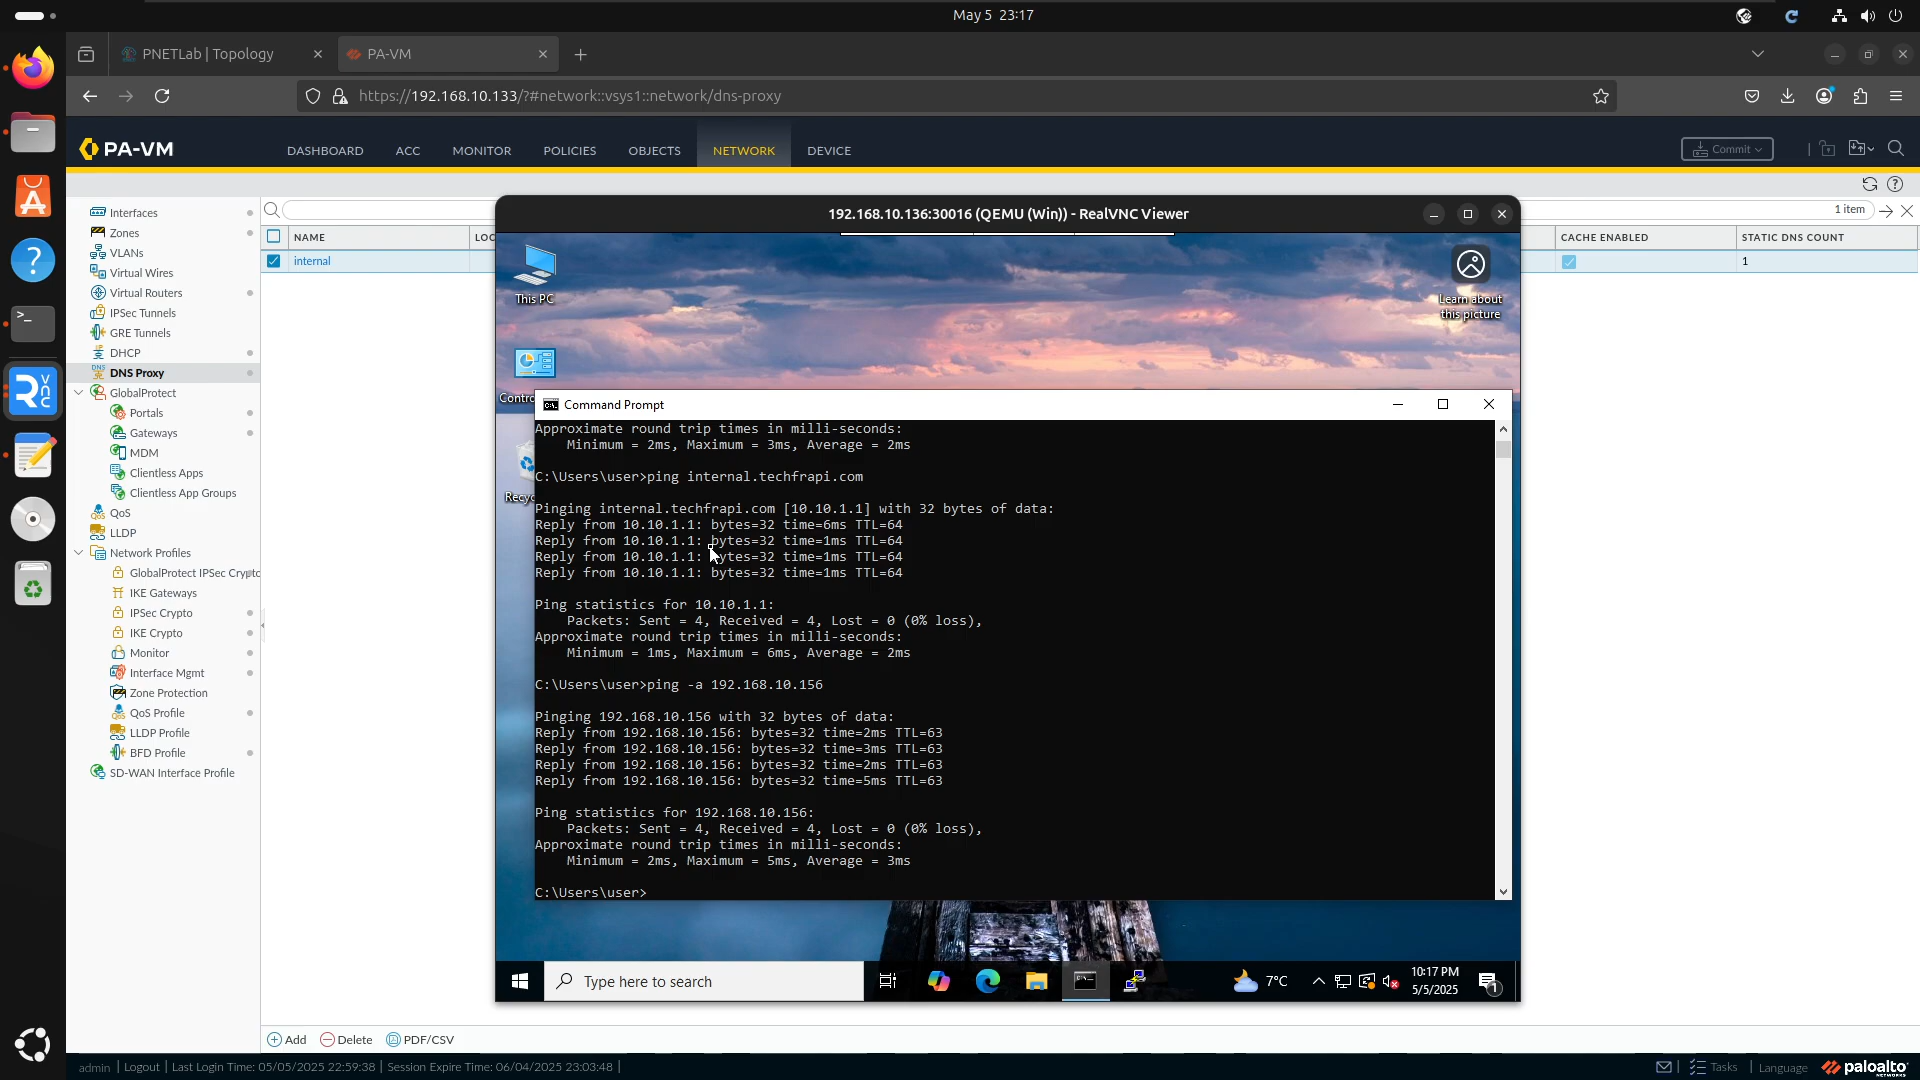 May 5 23:17
PNETLab | Topology
PA-VM
https://192.168.10.133/?#network::vsys1::network/dns-proxy
PA-VM
DASHBOARD
ACC
MONITOR
POLICIES
OBJECTS
NETWORK
DEVICE
Commit
Interfaces
Zones
VLANs
Virtual Wires
Virtual Routers
IPSec Tunnels
GRE Tunnels
DHCP
DNS Proxy
GlobalProtect
Portals
Gateways
MDM
Clientless Apps
Clientless App Groups
QoS
LLDP
Network Profiles
GlobalProtect IPSec Crypto
IKE Gateways
IPSec Crypto
IKE Crypto
Monitor
Interface Mgmt
Zone Protection
QoS Profile
LLDP Profile
BFD Profile
SD-WAN Interface Profile
1 item
NAME
LOC
CACHE ENABLED
STATIC DNS COUNT
internal
1
192.168.10.136:30016 (QEMU (Win)) - RealVNC Viewer
This PC
Learn about
this picture
Contro
Recyc
Command Prompt
Approximate round trip times in milli-seconds:
Minimum = 2ms, Maximum = 3ms, Average = 2ms
C:\Users\user>ping internal.techfrapi.com
Pinging internal.techfrapi.com [10.10.1.1] with 32 bytes of data:
Reply from 10.10.1.1: bytes=32 time=6ms TTL=64
Reply from 10.10.1.1: bytes=32 time=1ms TTL=64
Reply from 10.10.1.1: bytes=32 time=1ms TTL=64
Reply from 10.10.1.1: bytes=32 time=1ms TTL=64
Ping statistics for 10.10.1.1:
Packets: Sent = 4, Received = 4, Lost = 0 (0% loss),
Approximate round trip times in milli-seconds:
Minimum = 1ms, Maximum = 6ms, Average = 2ms
C:\Users\user>ping -a 192.168.10.156
Pinging 192.168.10.156 with 32 bytes of data:
Reply from 192.168.10.156: bytes=32 time=2ms TTL=63
Reply from 192.168.10.156: bytes=32 time=3ms TTL=63
Reply from 192.168.10.156: bytes=32 time=2ms TTL=63
Reply from 192.168.10.156: bytes=32 time=5ms TTL=63
Ping statistics for 192.168.10.156:
Packets: Sent = 4, Received = 4, Lost = 0 (0% loss),
Approximate round trip times in milli-seconds:
Minimum = 2ms, Maximum = 5ms, Average = 3ms
C:\Users\user>
Type here to search
7°C
10:17 PM
5/5/2025
1
Add
Delete
PDF/CSV
admin | Logout | Last Login Time: 05/05/2025 22:59:38 | Session Expire Time: 06/04/2025 23:03:48 |
Tasks | Language
paloalto
NETWORKS